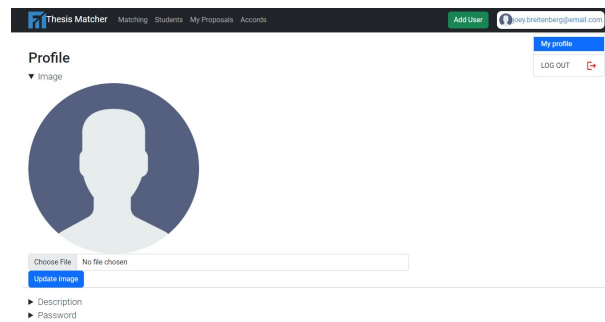 Thesis Matcher Matching Students My Proposals Accords Add User joey.breitenberg@email.com
My profile
LOG OUT
Profile
▼ Image
Choose File No file chosen
Update image
► Description
► Password